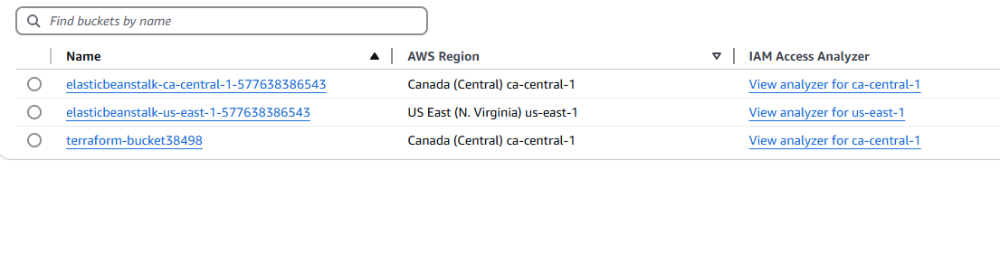 Find buckets by name
Name AWS Region IAM Access Analyzer
elasticbeanstalk-ca-central-1-577638386543 Canada (Central) ca-central-1 View analyzer for ca-central-1
elasticbeanstalk-us-east-1-577638386543 US East (N. Virginia) us-east-1 View analyzer for us-east-1
terraform-bucket38498 Canada (Central) ca-central-1 View analyzer for ca-central-1